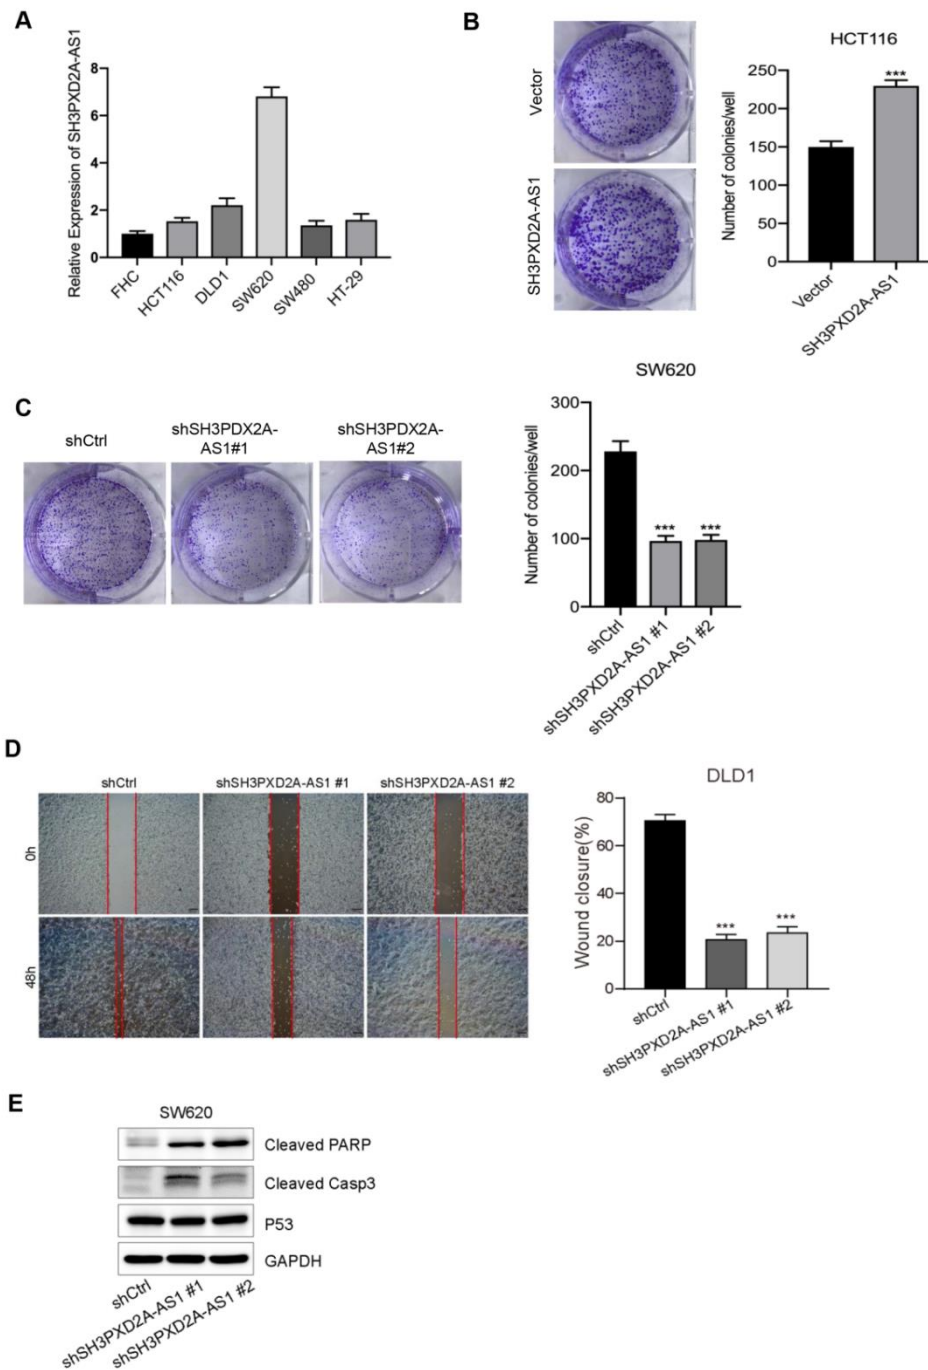 A
Relative Expression of SH3PXD2A-AS1
8
6
4
2
0
FHC
HCT116
DLD1
SW620
SW480
HT-29
B
Vector
SH3PXD2A-AS1
HCT116
Number of colonies/well
250
200
150
100
50
0
***
Vector
SH3PXD2A-AS1
C
shCtrl
shSH3PDX2A-
AS1#1
shSH3PDX2A-
AS1#2
SW620
Number of colonies/well
300
200
100
0
***
***
shCtrl
shSH3PXD2A-AS1 #1
shSH3PXD2A-AS1 #2
D
shCtrl
shSH3PXD2A-AS1 #1
shSH3PXD2A-AS1 #2
0h
48h
DLD1
Wound closure(%)
80
60
40
20
0
***
***
shCtrl
shSH3PXD2A-AS1 #1
shSH3PXD2A-AS1 #2
E
SW620
Cleaved PARP
Cleaved Casp3
P53
GAPDH
shCtrl
shSH3PXD2A-AS1 #1
shSH3PXD2A-AS1 #2